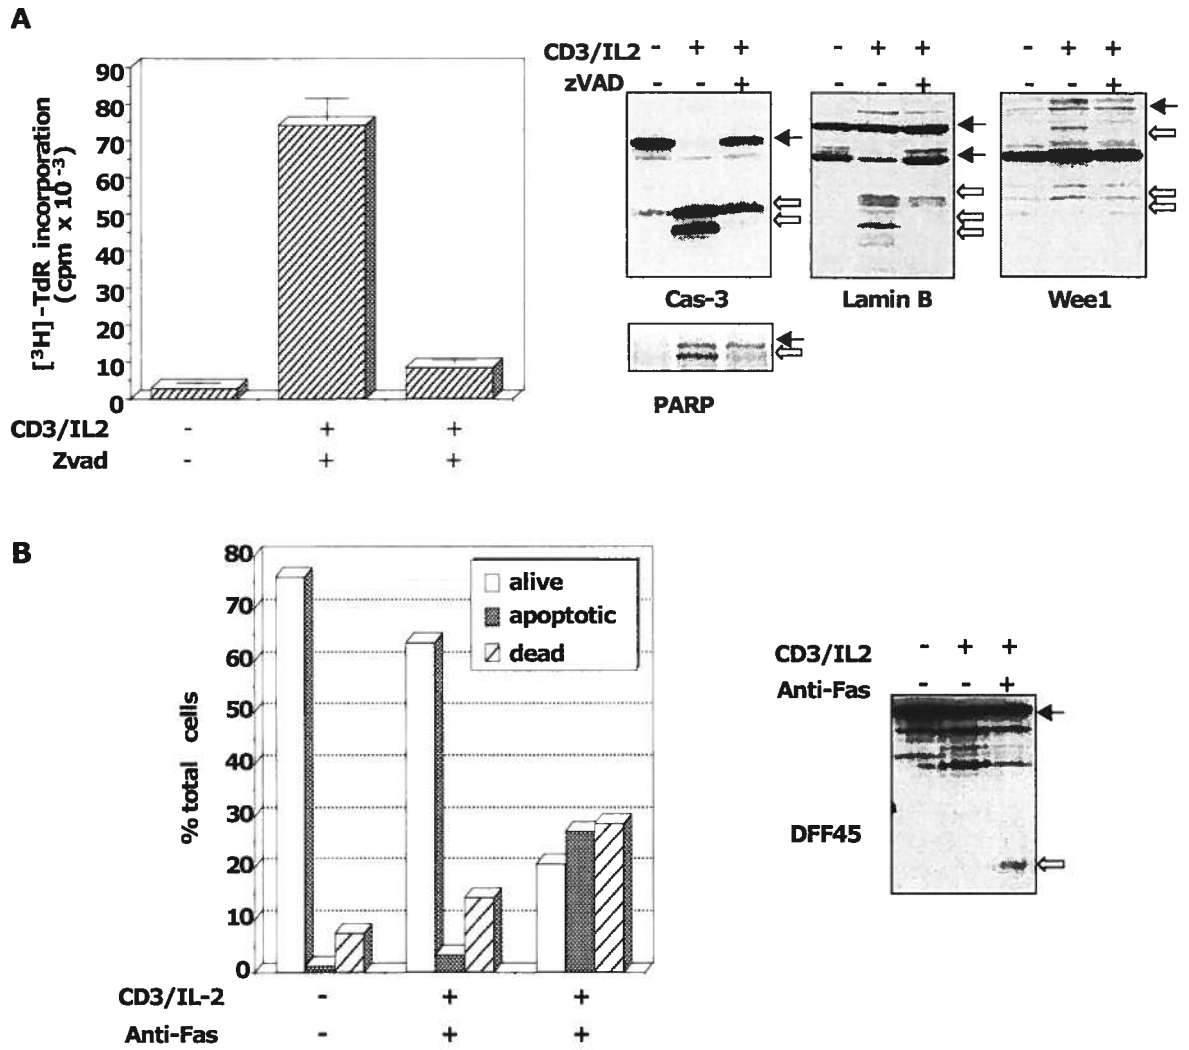 A
[³H]-TdR incorporation
(cpm x 10⁻³)
90
80
70
60
50
40
30
20
10
0
CD3/IL2 - + +
Zvad - + +
CD3/IL2 - + + - + + - + +
zVAD - - + - - + - - +
Cas-3 Lamin B Wee1
PARP
B
% total cells
80
70
60
50
40
30
20
10
0
alive
apoptotic
dead
CD3/IL-2 - + +
Anti-Fas - + +
CD3/IL2 - + +
Anti-Fas - - +
DFF45